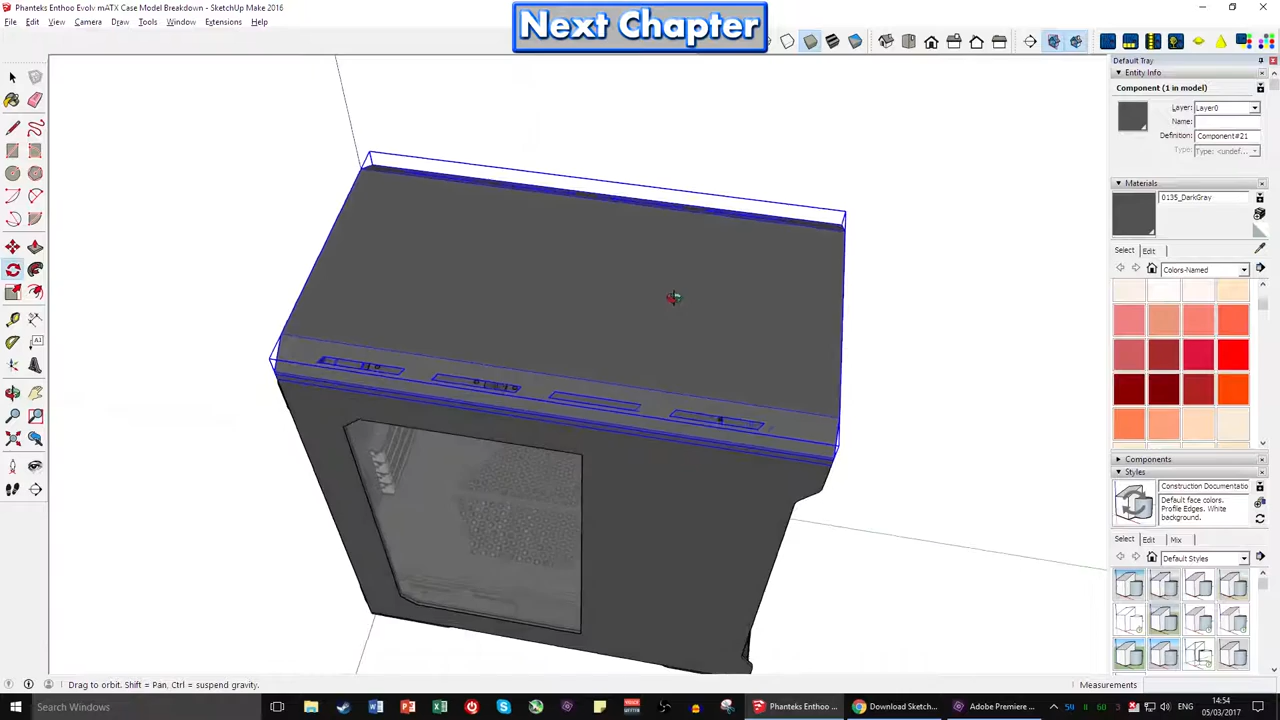 Phanteks Enthoo Evolv mATX Case Model Breakdown - SketchUp Make 2016
File Edit View Camera Draw Tools Window Extensions Help
Next Chapter
Default Tray
Entity Info
Component (1 in model)
Layer: Layer0
Name:
Definition: Component#21
Type: Type: <undef...
Materials
0135_DarkGray
Select Edit
Colors-Named
Components
Styles
Construction Documentatio
Default face colors.
Profile Edges. White
background.
Select Edit Mix
Default Styles
Drag to orbit. Shift = Pan, Ctrl = suspend gravity.
Measurements
Search Windows
Phanteks Enthoo ...
Download Sketch...
Adobe Premiere ...
ENG
14:54
05/03/2017